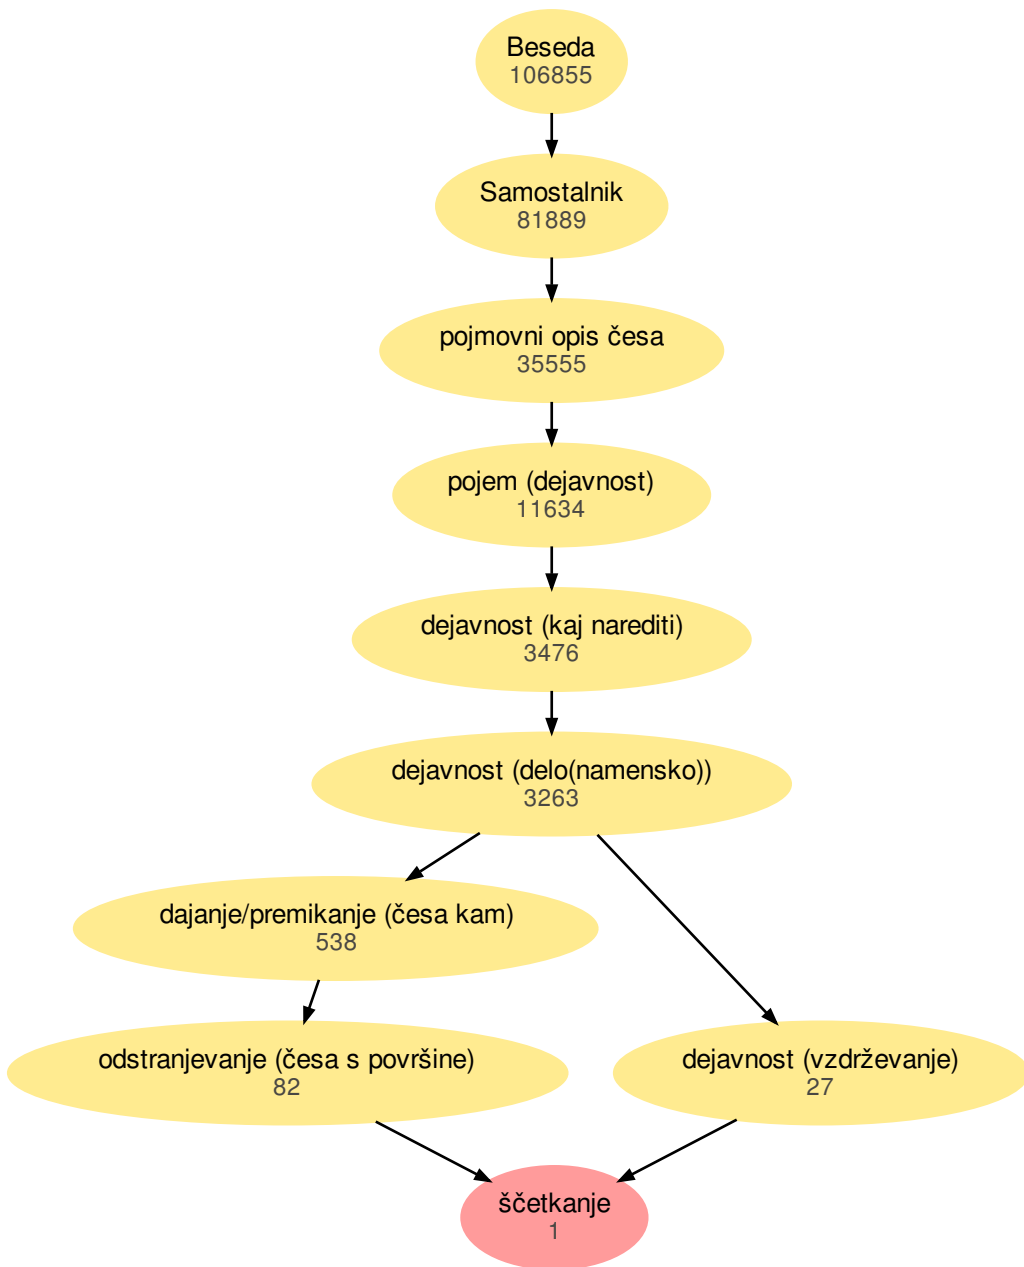 Beseda
106855
Samostalnik
81889
pojmovni opis česa
35555
pojem (dejavnost)
11634
dejavnost (kaj narediti)
3476
dejavnost (delo(namensko))
3263
dajanje/premikanje (česa kam)
538
odstranjevanje (česa s površine)
82
dejavnost (vzdrževanje)
27
ščetkanje
1